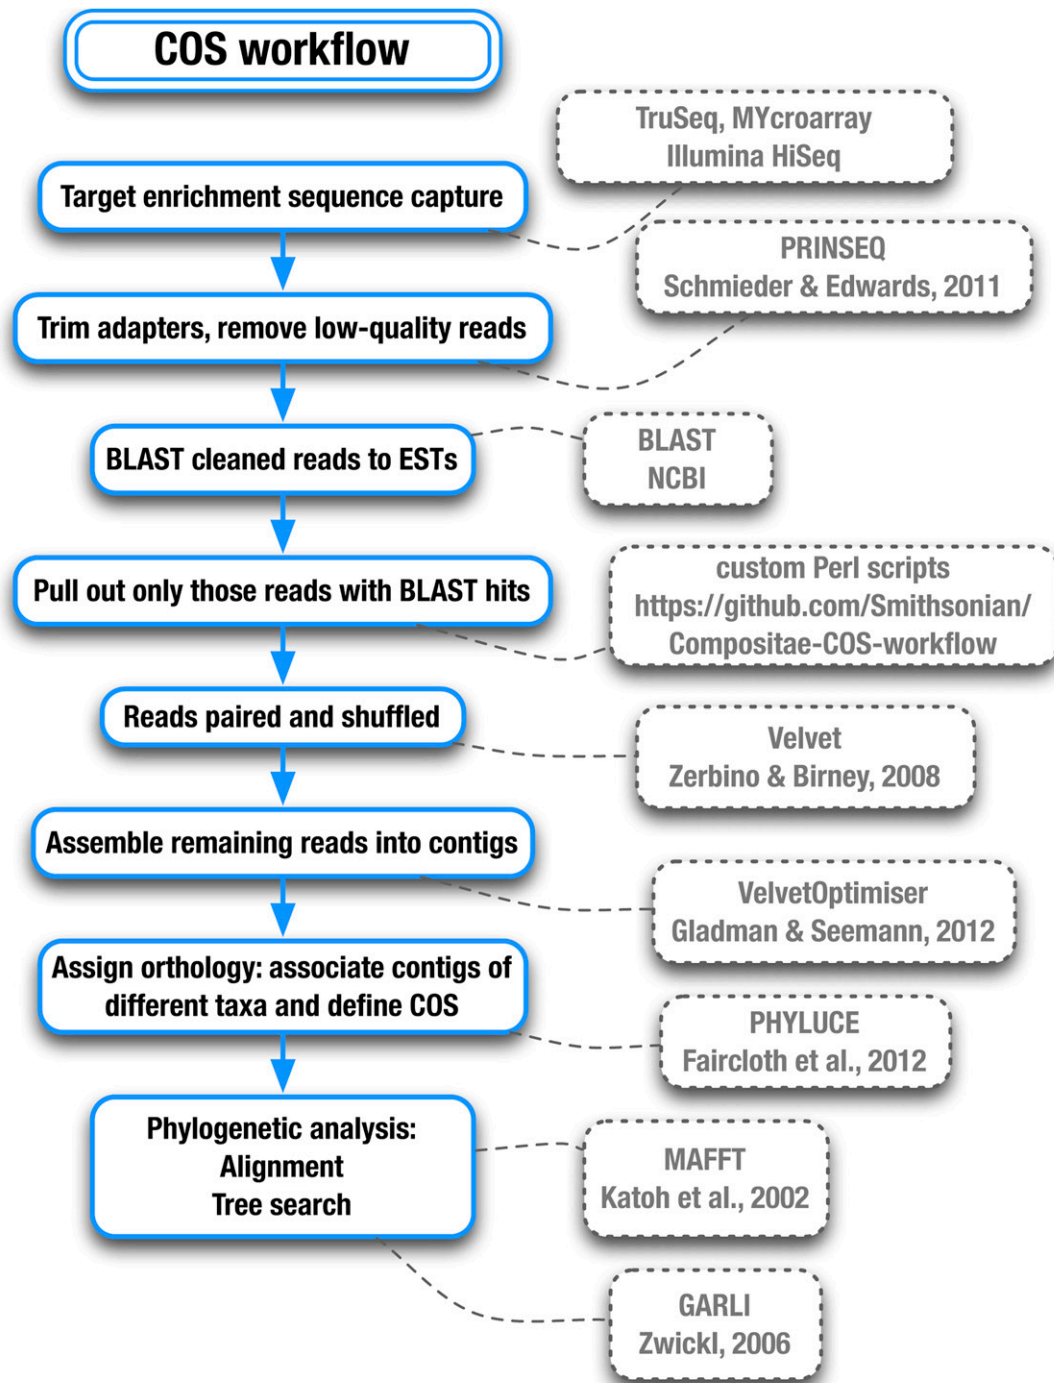 COS workflow
TruSeq, MYcroarray
Illumina HiSeq
Target enrichment sequence capture
PRINSEQ
Schmieder & Edwards, 2011
Trim adapters, remove low-quality reads
BLAST cleaned reads to ESTs
BLAST
NCBI
Pull out only those reads with BLAST hits
custom Perl scripts
https://github.com/Smithsonian/
Compositae-COS-workflow
Reads paired and shuffled
Velvet
Zerbino & Birney, 2008
Assemble remaining reads into contigs
VelvetOptimiser
Gladman & Seemann, 2012
Assign orthology: associate contigs of
different taxa and define COS
PHYLUCE
Faircloth et al., 2012
Phylogenetic analysis:
Alignment
Tree search
MAFFT
Katoh et al., 2002
GARLI
Zwickl, 2006